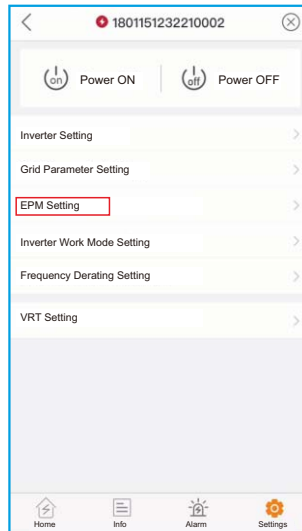 1801151232210002
on Power ON off Power OFF
Inverter Setting
Grid Parameter Setting
EPM Setting
Inverter Work Mode Setting
Frequency Derating Setting
VRT Setting
Home Info Alarm Settings